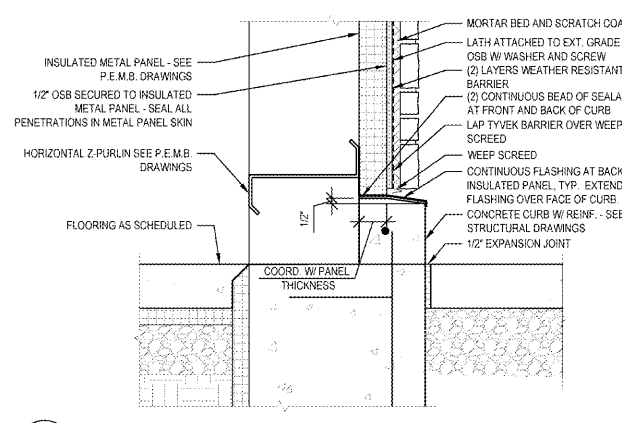 INSULATED METAL PANEL - SEE
P.E.M.B. DRAWINGS
1/2" OSB SECURED TO INSULATED
METAL PANEL - SEAL ALL
PENETRATIONS IN METAL PANEL SKIN
HORIZONTAL Z-PURLIN SEE P.E.M.B.
DRAWINGS
FLOORING AS SCHEDULED
1/2"
COORD. W/ PANEL
THICKNESS
MORTAR BED AND SCRATCH COA
LATH ATTACHED TO EXT. GRADE
OSB W/ WASHER AND SCREW
(2) LAYERS WEATHER RESISTANT
BARRIER
(2) CONTINUOUS BEAD OF SEALA
AT FRONT AND BACK OF CURB
LAP TYVEK BARRIER OVER WEEP
SCREED
WEEP SCREED
CONTINUOUS FLASHING AT BACK
INSULATED PANEL, TYP. EXTEND
FLASHING OVER FACE OF CURB.
CONCRETE CURB W/ REINF. - SEE
STRUCTURAL DRAWINGS
1/2" EXPANSION JOINT